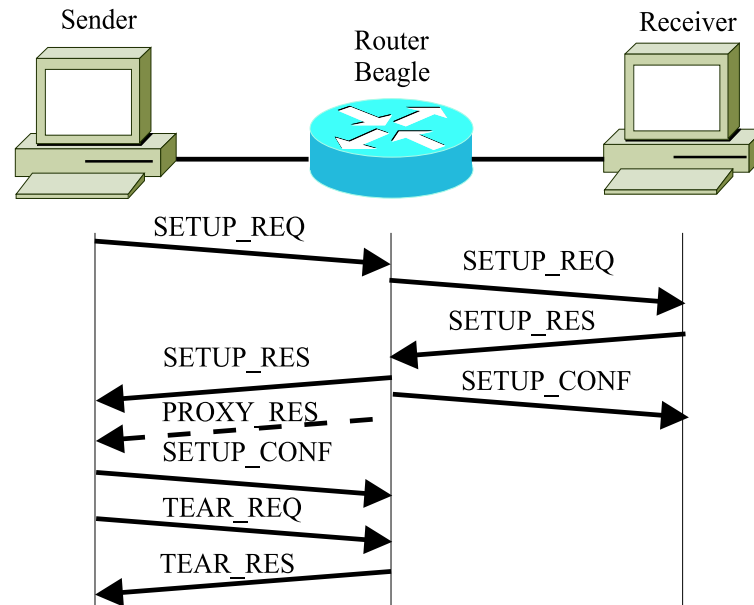 Sender
Router
Beagle
Receiver
SETUP_REQ
SETUP_REQ
SETUP_RES
SETUP_RES
SETUP_CONF
PROXY_RES
SETUP_CONF
TEAR_REQ
TEAR_RES